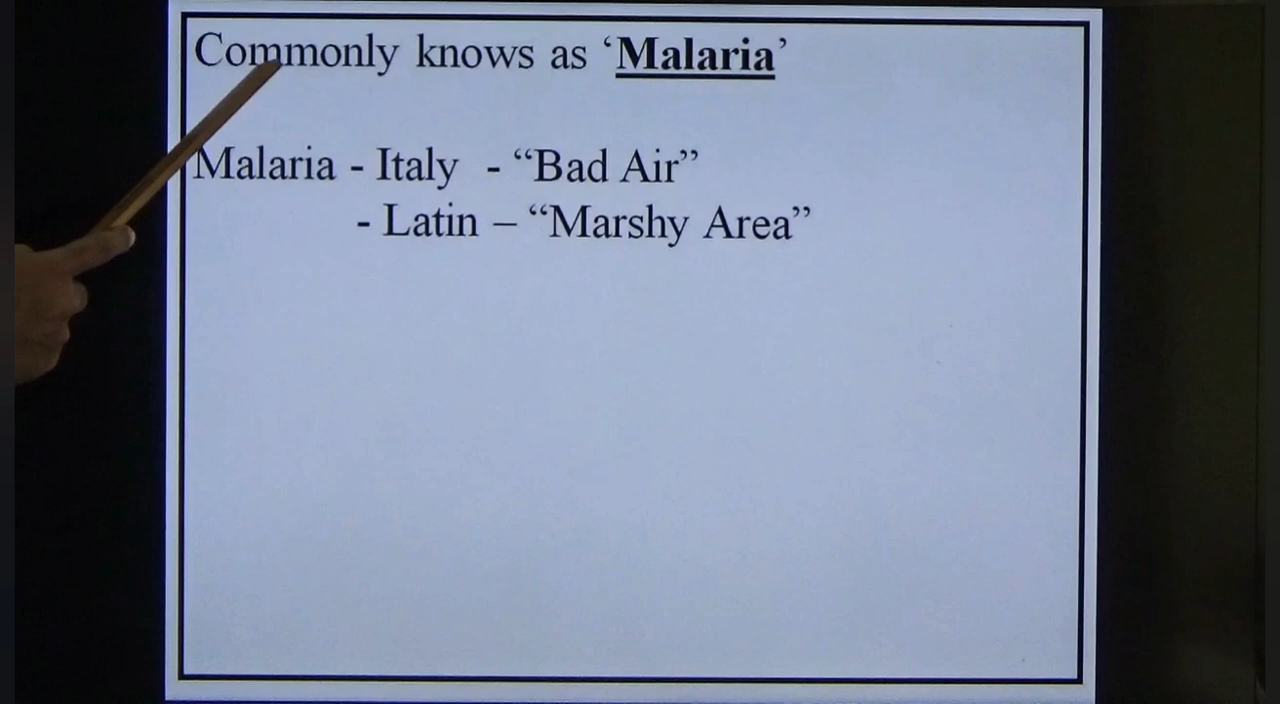 Commonly knows as ‘Malaria’
Malaria - Italy - “Bad Air”
- Latin – “Marshy Area”